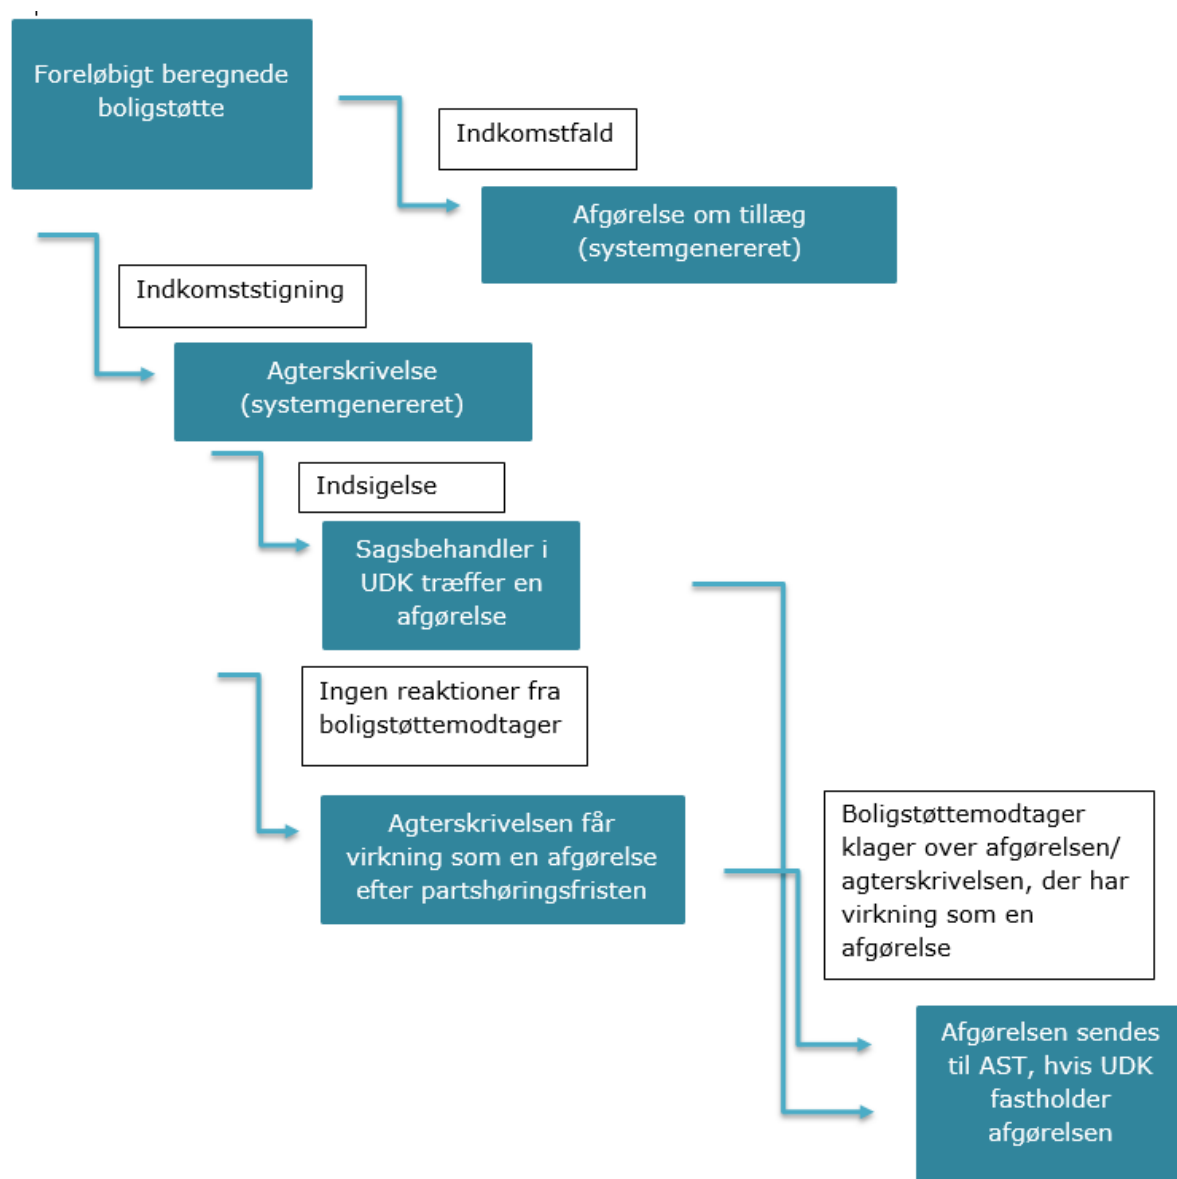 Foreløbigt beregnede
boligstøtte
Indkomstfald
Afgørelse om tillæg
(systemgenereret)
Indkomststigning
Agterskrivelse
(systemgenereret)
Indsigelse
Sagsbehandler i
UDK træffer en
afgørelse
Ingen reaktioner fra
boligstøttemodtager
Agterskrivelsen får
virkning som en afgørelse
efter partshøringsfristen
Boligstøttemodtager
klager over afgørelsen/
agterskrivelsen, der har
virkning som en
afgørelse
Afgørelsen sendes
til AST, hvis UDK
fastholder
afgørelsen